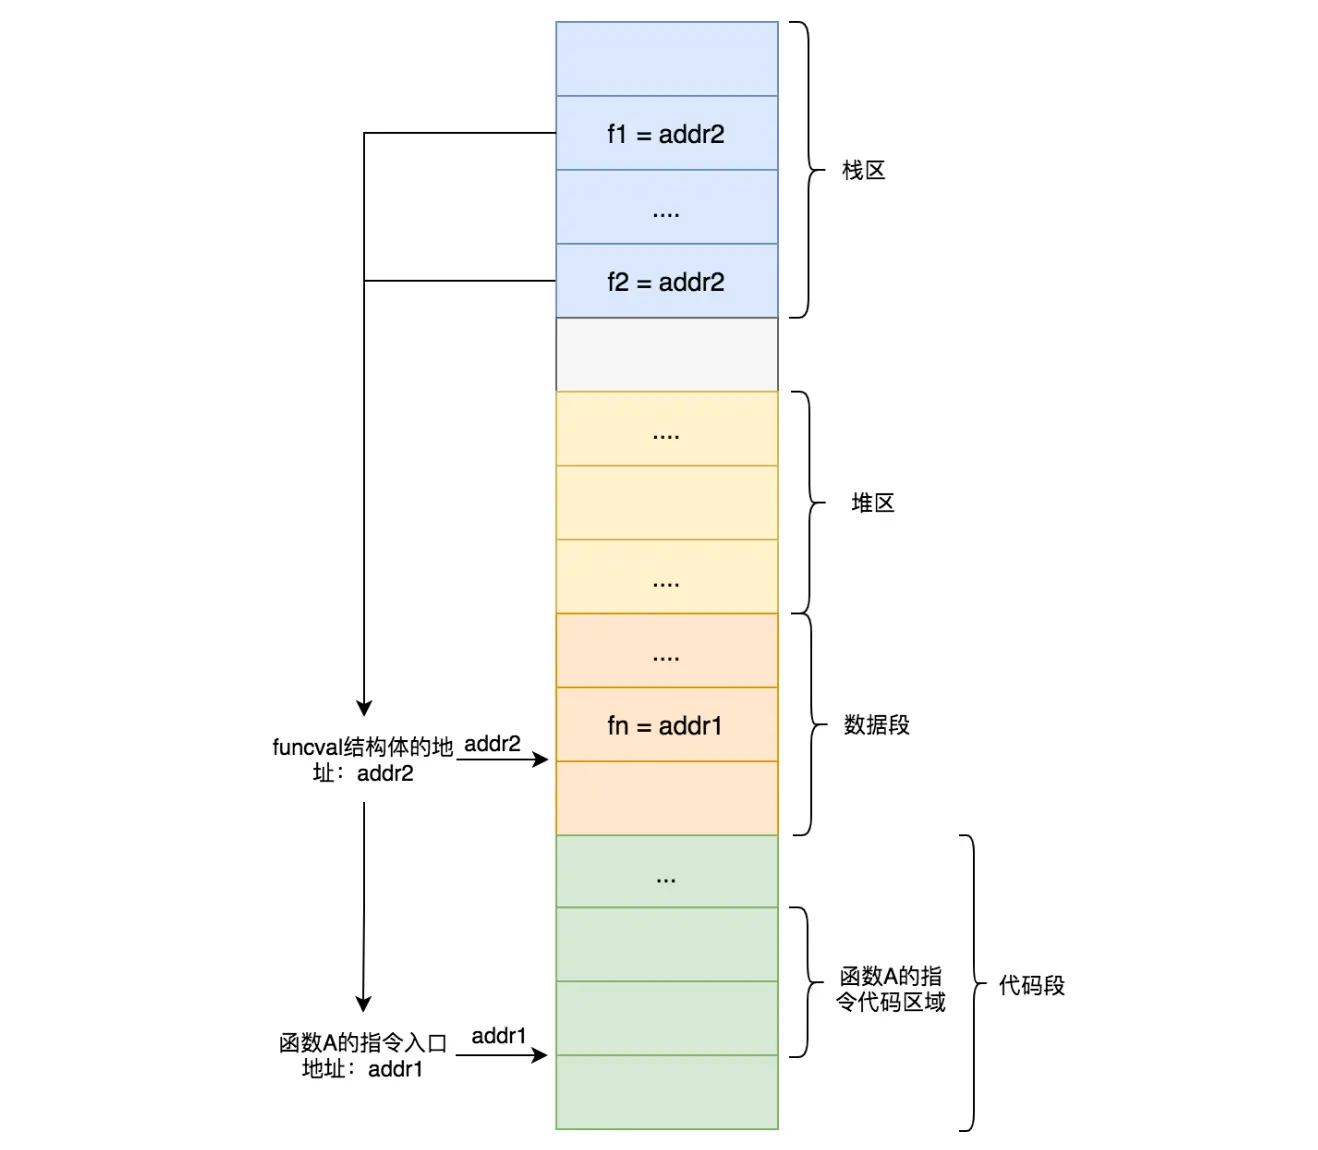 f1 = addr2
栈区
....
f2 = addr2
....
堆区
....
....
fn = addr1
数据段
funcval结构体的地
址：addr2
addr2
...
函数A的指
令代码区域
代码段
函数A的指令入口
地址：addr1
addr1